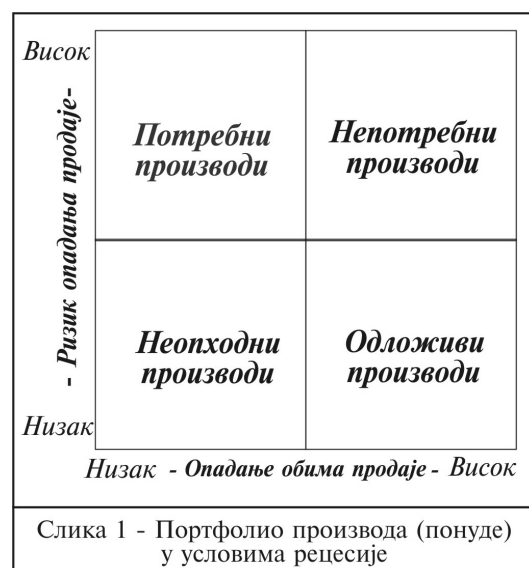 Висок
Потребни
производи
Непотребни
производи
- Ризик опадања продаје-
Неопходни
производи
Одложиви
производи
Низак
Низак - Опадање обима продаје - Висок
Слика 1 - Портфолио производа (понуде)
у условима рецесије